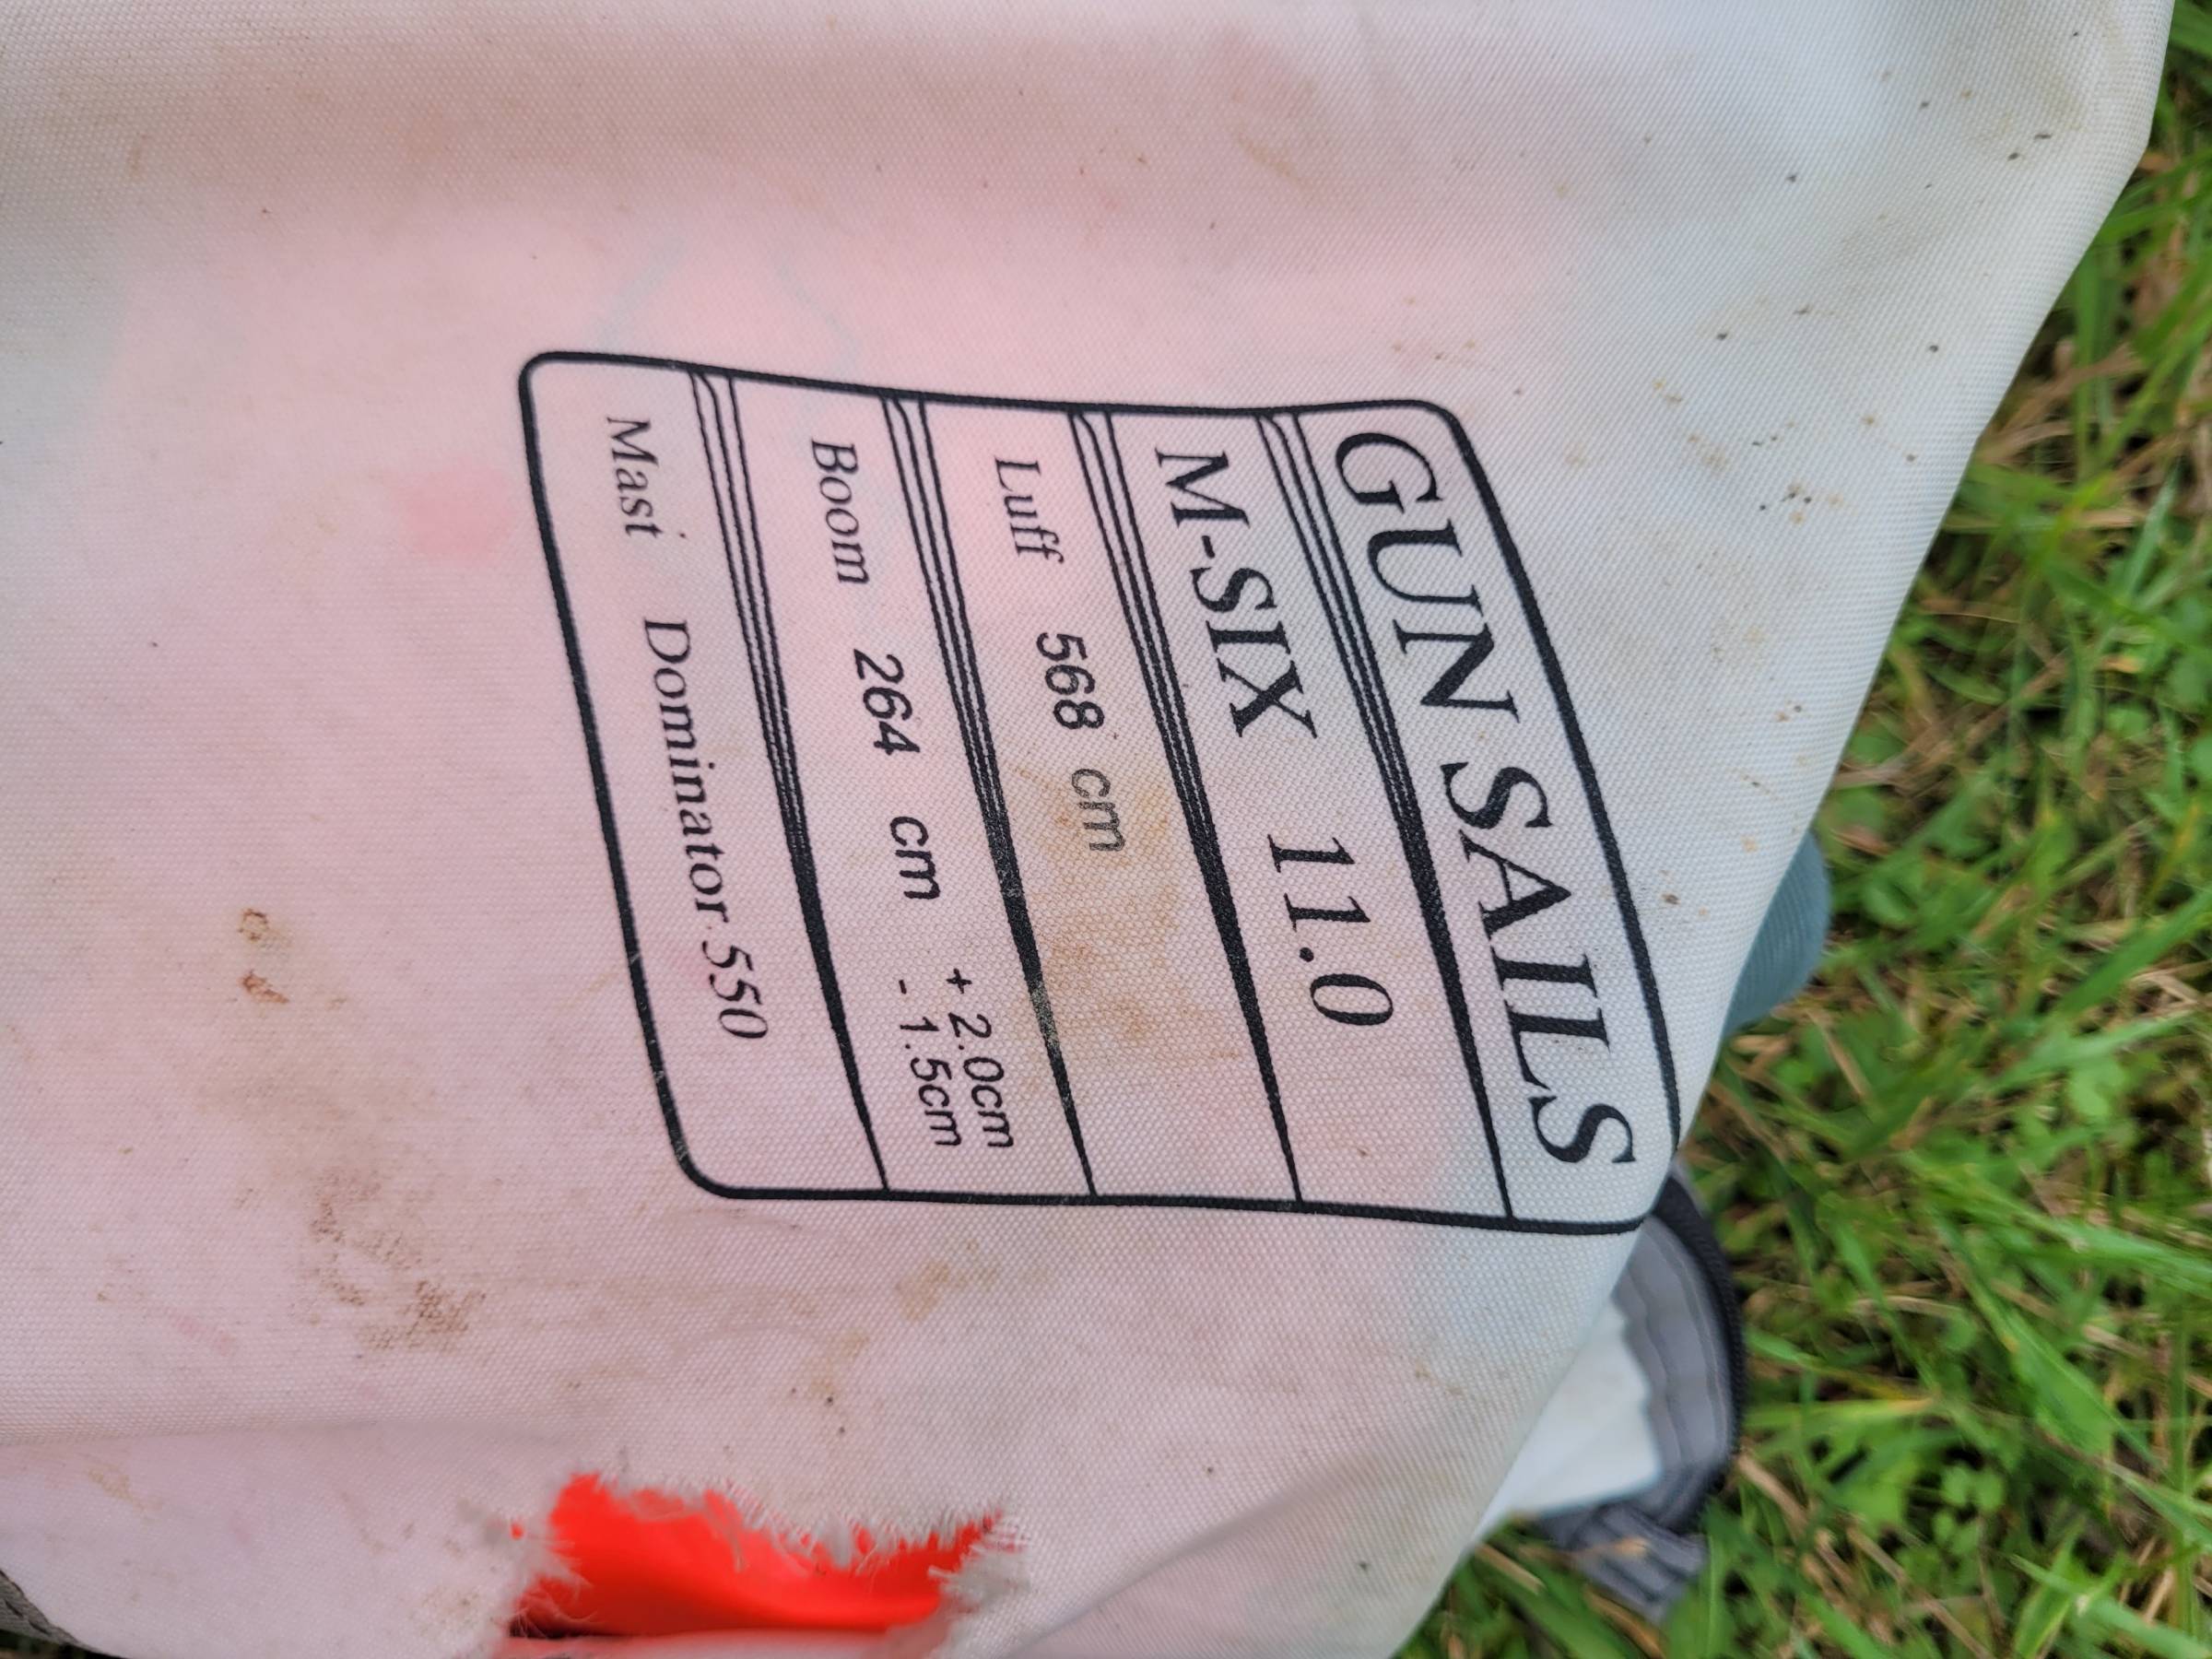 GUN SAILS
M-SIX 11.0
Luff 568 cm
Boom 264 cm + 2.0cm
- 1.5cm
Mast Dominator 550